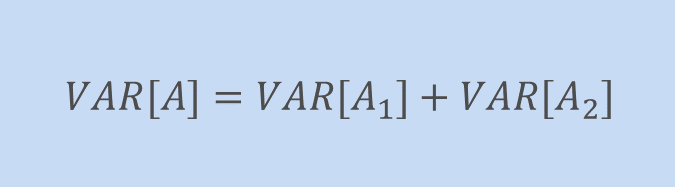 VAR[A] = VAR[A₁] + VAR[A₂]